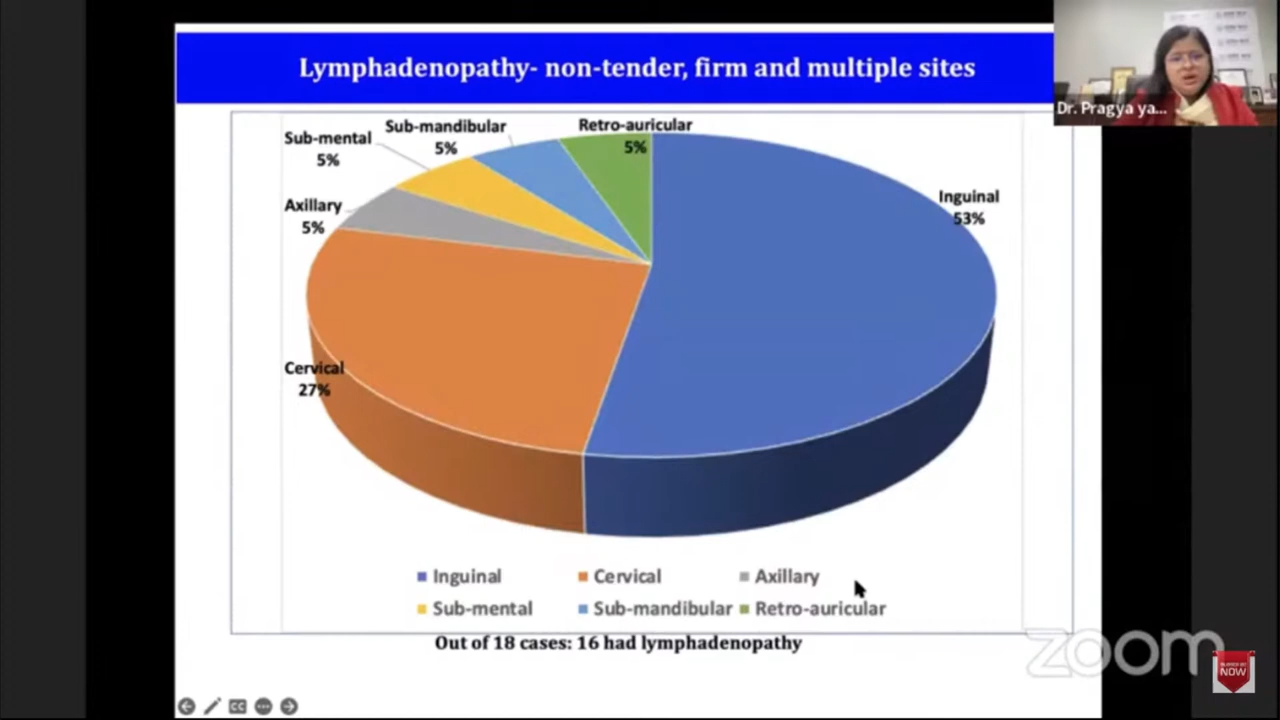 Lymphadenopathy- non-tender, firm and multiple sites
Dr. Pragya ya...
Sub-mental
5%
Sub-mandibular
5%
Retro-auricular
5%
Axillary
5%
Inguinal
53%
Cervical
27%
Inguinal Cervical Axillary
Sub-mental Sub-mandibular Retro-auricular
Out of 18 cases: 16 had lymphadenopathy
zoom
CC
NOW